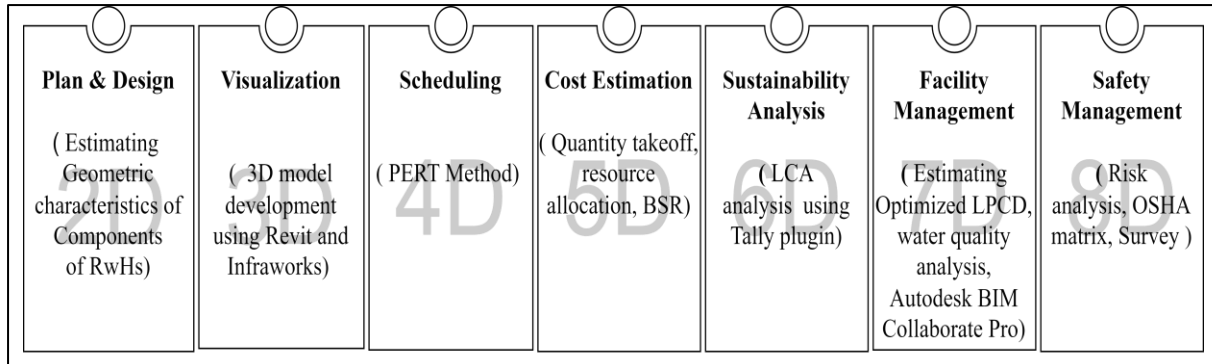 Plan & Design
( Estimating
Geometric
characteristics of
Components
of RwHs)
2D
Visualization
( 3D model
development
using Revit and
Infraworks)
3D
Scheduling
( PERT Method)
4D
Cost Estimation
( Quantity takeoff,
resource
allocation, BSR)
5D
Sustainability
Analysis
( LCA
analysis using
Tally plugin)
6D
Facility
Management
( Estimating
Optimized LPCD,
water quality
analysis,
Autodesk BIM
Collaborate Pro)
7D
Safety
Management
( Risk
analysis, OSHA
matrix, Survey )
8D